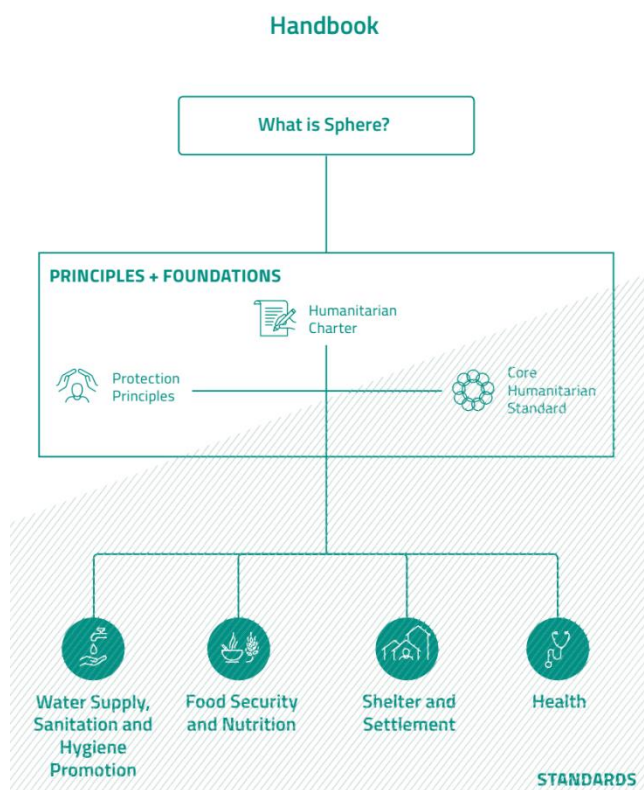 Handbook
What is Sphere?
PRINCIPLES + FOUNDATIONS
Humanitarian
Charter
Protection
Principles
Core
Humanitarian
Standard
Water Supply,
Sanitation and
Hygiene
Promotion
Food Security
and Nutrition
Shelter and
Settlement
Health
STANDARDS